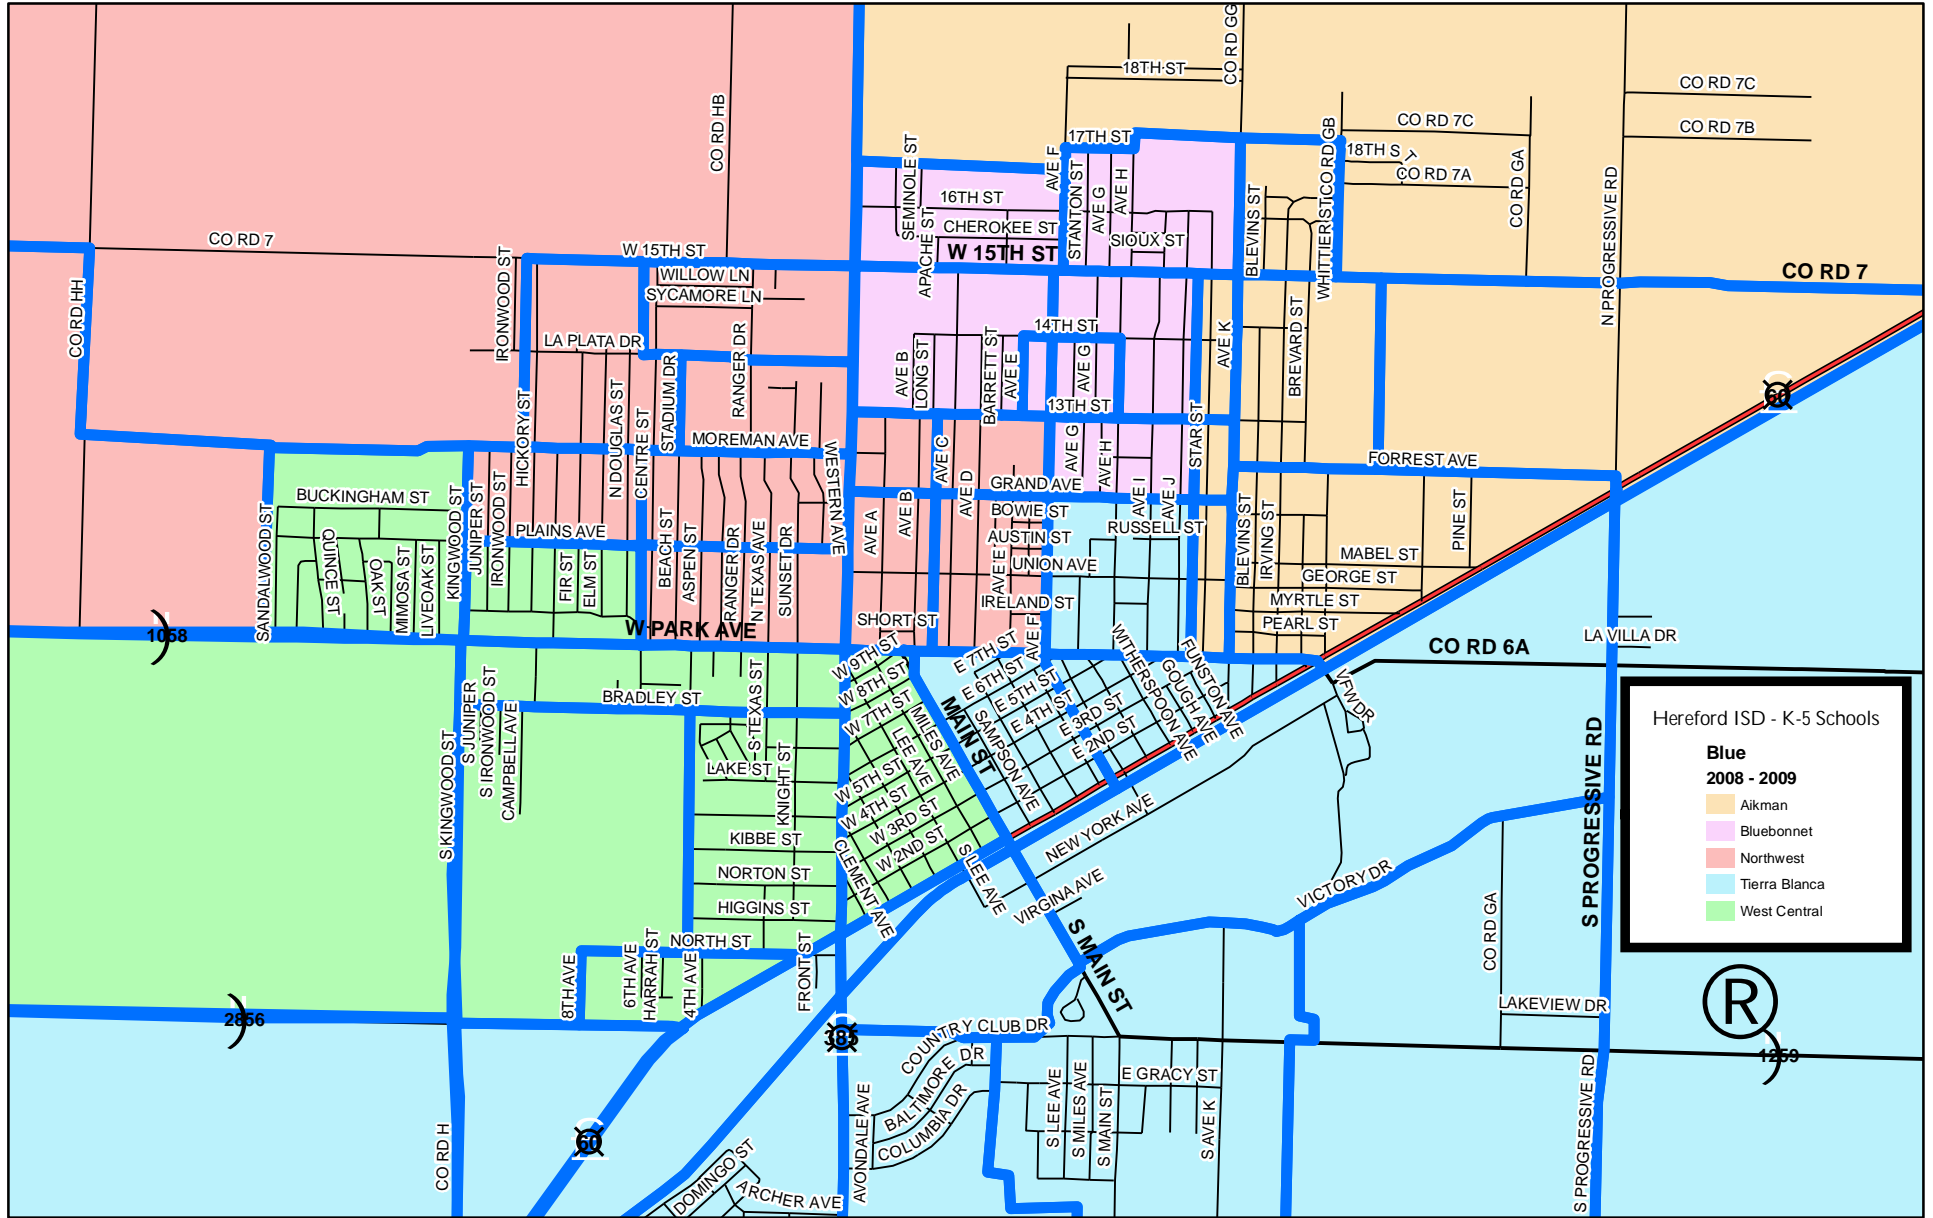 CO RD GG
18TH ST
CO RD 7C
CO RD HB
CO RD 7C
CO RD 7B
17TH ST
CO RD GB
18TH ST
CO RD 7A
CO RD GA
SEMINOLE ST
AVE F
STANTON ST
AVE G
AVE H
16TH ST
CHEROKEE ST
SIOUX ST
BLEVINS ST
WHITTIER ST
N PROGRESSIVE RD
CO RD 7
W 15TH ST
W 15TH ST
APACHE ST
CO RD 7
CO RD HH
IRONWOOD ST
WILLOW LN
SYCAMORE LN
LA PLATA DR
RANGER DR
STADIUM DR
14TH ST
AVE K
BREVARD ST
AVE B
LONG ST
BARRETT ST
AVE E
AVE G
60
HICKORY ST
N DOUGLAS ST
CENTRE ST
MOREMAN AVE
WESTERN AVE
13TH ST
STAR ST
AVE C
AVE G
AVE H
FORREST AVE
BUCKINGHAM ST
SANDALWOOD ST
KINGWOOD ST
JUNIPER ST
IRONWOOD ST
PLAINS AVE
BEACH ST
ASPEN ST
RANGER DR
N TEXAS AVE
SUNSET DR
AVE A
AVE B
AVE D
GRAND AVE
BOWIE ST
AUSTIN ST
UNION AVE
AVE E
IRELAND ST
AVE F
AVE I
AVE J
RUSSELL ST
BLEVINS ST
IRVING ST
PINE ST
MABEL ST
GEORGE ST
MYRTLE ST
PEARL ST
QUINCE ST
OAK ST
MIMOSA ST
LIVEOAK ST
FIR ST
ELM ST
SHORT ST
1058
W PARK AVE
LA VILLA DR
CO RD 6A
W 9TH ST
W 8TH ST
W 7TH ST
E 7TH ST
E 6TH ST
E 5TH ST
E 4TH ST
E 3RD ST
E 2ND ST
WITHERSPOON AVE
GOUGH AVE
FUNSTON AVE
VFW DR
S JUNIPER
S IRONWOOD ST
CAMPBELL AVE
BRADLEY ST
S TEXAS ST
MAIN ST
SAMPSON AVE
MILES AVE
LEE AVE
S KINGWOOD ST
LAKE ST
KNIGHT ST
W 5TH ST
W 4TH ST
W 3RD ST
W 2ND ST
CLEMENT AVE
KIBBE ST
NORTON ST
HIGGINS ST
NORTH ST
S LEE AVE
NEW YORK AVE
VIRGINA AVE
VICTORY DR
S PROGRESSIVE RD
Hereford ISD - K-5 Schools
Blue
2008 - 2009
Aikman
Bluebonnet
Northwest
Tierra Blanca
West Central
8TH AVE
6TH AVE
HARRAH ST
4TH AVE
FRONT ST
S MAIN ST
CO RD GA
LAKEVIEW DR
R
2856
385
COUNTRY CLUB DR
1259
BALTIMORE DR
COLUMBIA DR
AVONDALE AVE
E GRACY ST
S LEE AVE
S MILES AVE
S MAIN ST
S AVE K
S PROGRESSIVE RD
60
CO RD H
DOMINGO ST
ARCHER AVE